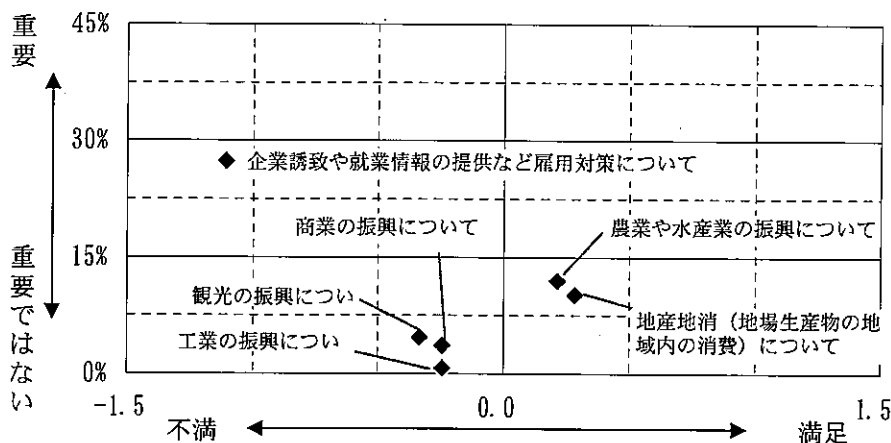 重要
45%
30%
15%
0%
重要ではない
企業誘致や就業情報の提供など雇用対策について
商業の振興について
農業や水産業の振興について
観光の振興につい
工業の振興につい
地産地消（地場生産物の地
域内の消費）について
-1.5
0.0
1.5
不満
満足